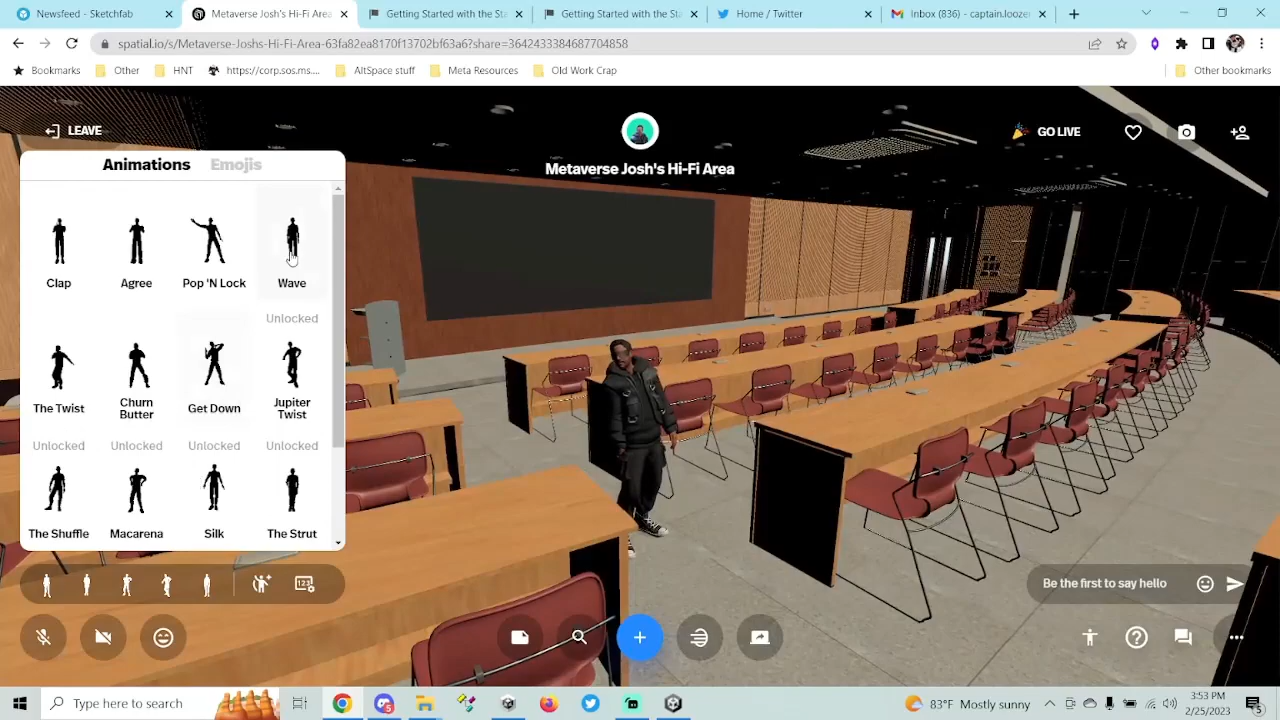 Newsfeed - Sketchfab
Metaverse Josh's Hi-Fi Area
Getting Started with the Sta
Getting Started with the Sta
Home / Twitter
Inbox (836) - captain.loozer
spatial.io/s/Metaverse-Joshs-Hi-Fi-Area-63fa82ea8170f13702bf63a6?share=3642433384687704858
Bookmarks
Other
HNT
https://corp.sos.ms....
AltSpace stuff
Meta Resources
Old Work Crap
Other bookmarks
LEAVE
GO LIVE
Metaverse Josh's Hi-Fi Area
Animations Emojis
Clap Agree Pop 'N Lock Wave
Unlocked
The Twist Churn Butter Get Down Jupiter Twist
Unlocked Unlocked Unlocked Unlocked
The Shuffle Macarena Silk The Strut
123
Be the first to say hello
Type here to search
83°F Mostly sunny
3:53 PM
2/25/2023
5